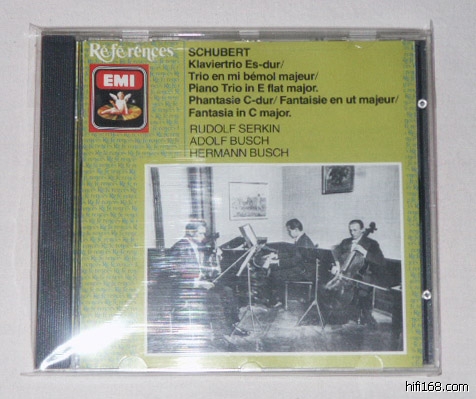 Références
EMI
SCHUBERT
Klaviertrio Es-dur/
Trio en mi bémol majeur/
Piano Trio in E flat major.
Phantasie C-dur/Fantaisie en ut majeur/
Fantasia in C major.
RUDOLF SERKIN
ADOLF BUSCH
HERMANN BUSCH
hifi168.com